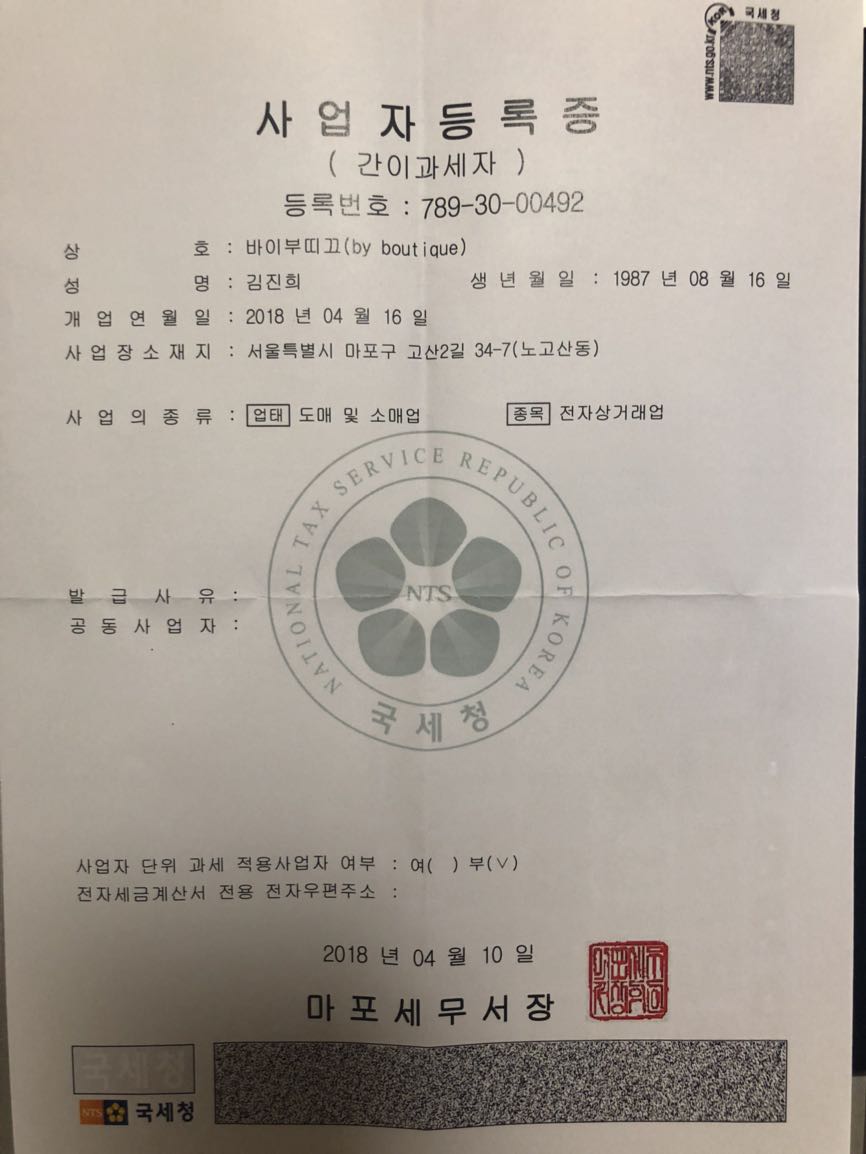 국세청
www.nts.go.kr
KOR
사업자등록증
( 간이과세자 )
등록번호 : 789-30-00492
상 호 : 바이부띠끄(by boutique)
성 명 : 김진희 생 년 월 일 : 1987 년 08 월 16 일
개 업 연 월 일 : 2018 년 04 월 16 일
사 업 장 소 재 지 : 서울특별시 마포구 고산2길 34-7(노고산동)
사 업 의 종 류 : 업태 도매 및 소매업 종목 전자상거래업
NATIONAL TAX SERVICE REPUBLIC OF KOREA
NTS
국세청
발 급 사 유 :
공 동 사 업 자 :
사업자 단위 과세 적용사업자 여부 : 여( ) 부(∨)
전자세금계산서 전용 전자우편주소 :
2018 년 04 월 10 일
마 포 세 무 서 장
국세청
NTS 국세청